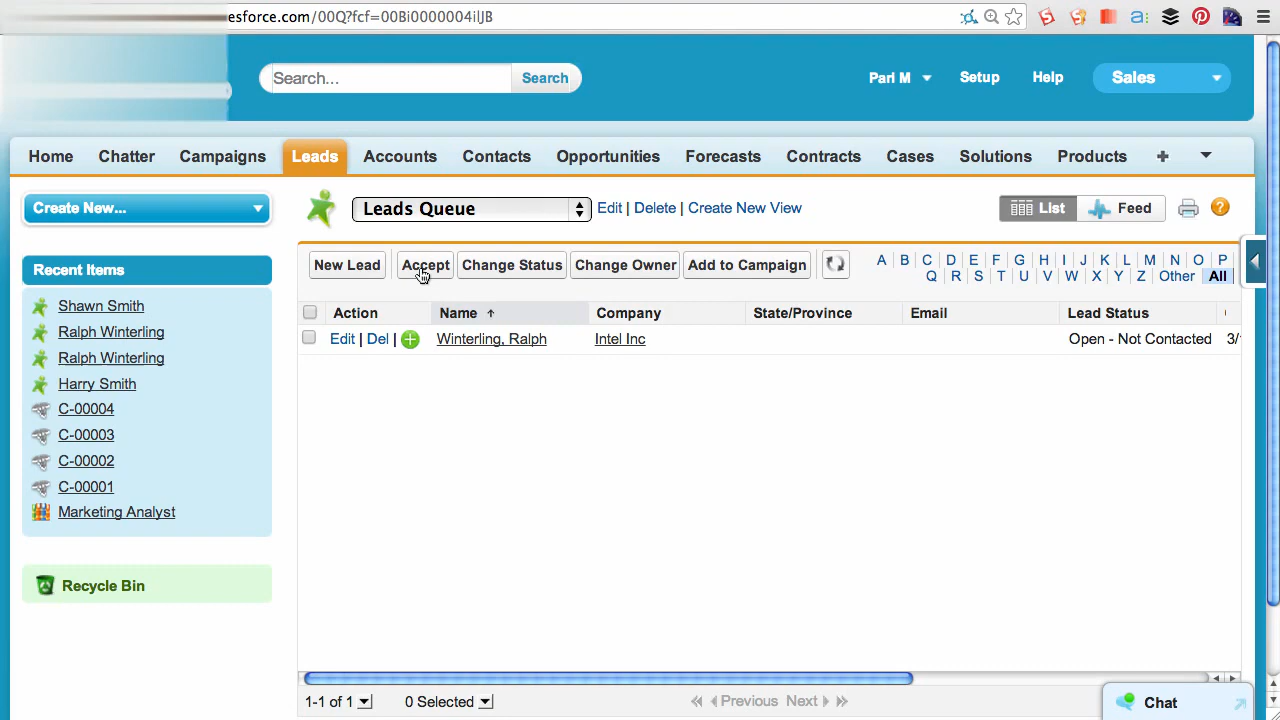 esforce.com/00Q?fcf=00Bi0000004iIJB
Search...
Search
Parl M
Setup
Help
Sales
Home
Chatter
Campaigns
Leads
Accounts
Contacts
Opportunities
Forecasts
Contracts
Cases
Solutions
Products
Create New...
Leads Queue
Edit | Delete | Create New View
List
Feed
Recent Items
Shawn Smith
Ralph Winterling
Ralph Winterling
Harry Smith
C-00004
C-00003
C-00002
C-00001
Marketing Analyst
Recycle Bin
New Lead
Accept
Change Status
Change Owner
Add to Campaign
A B C D E F G H I J K L M N O P
Q R S T U V W X Y Z Other All
Action Name Company State/Province Email Lead Status
Edit | Del | Winterling, Ralph Intel Inc Open - Not Contacted 3/
1-1 of 1 0 Selected Previous Next
Chat